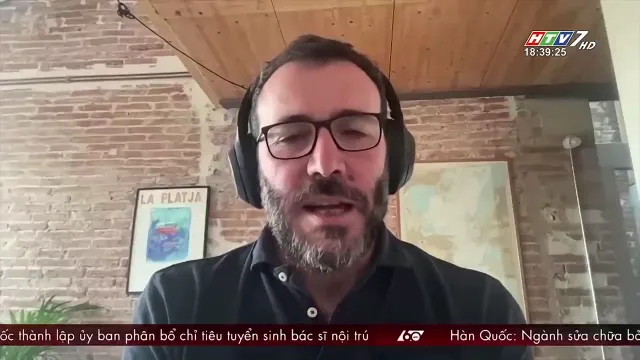 HTV7 HD
18:39:25
LA PLATJA
ốc thành lập ủy ban phân bổ chỉ tiêu tuyển sinh bác sĩ nội trú 60 Hàn Quốc: Ngành sửa chữa